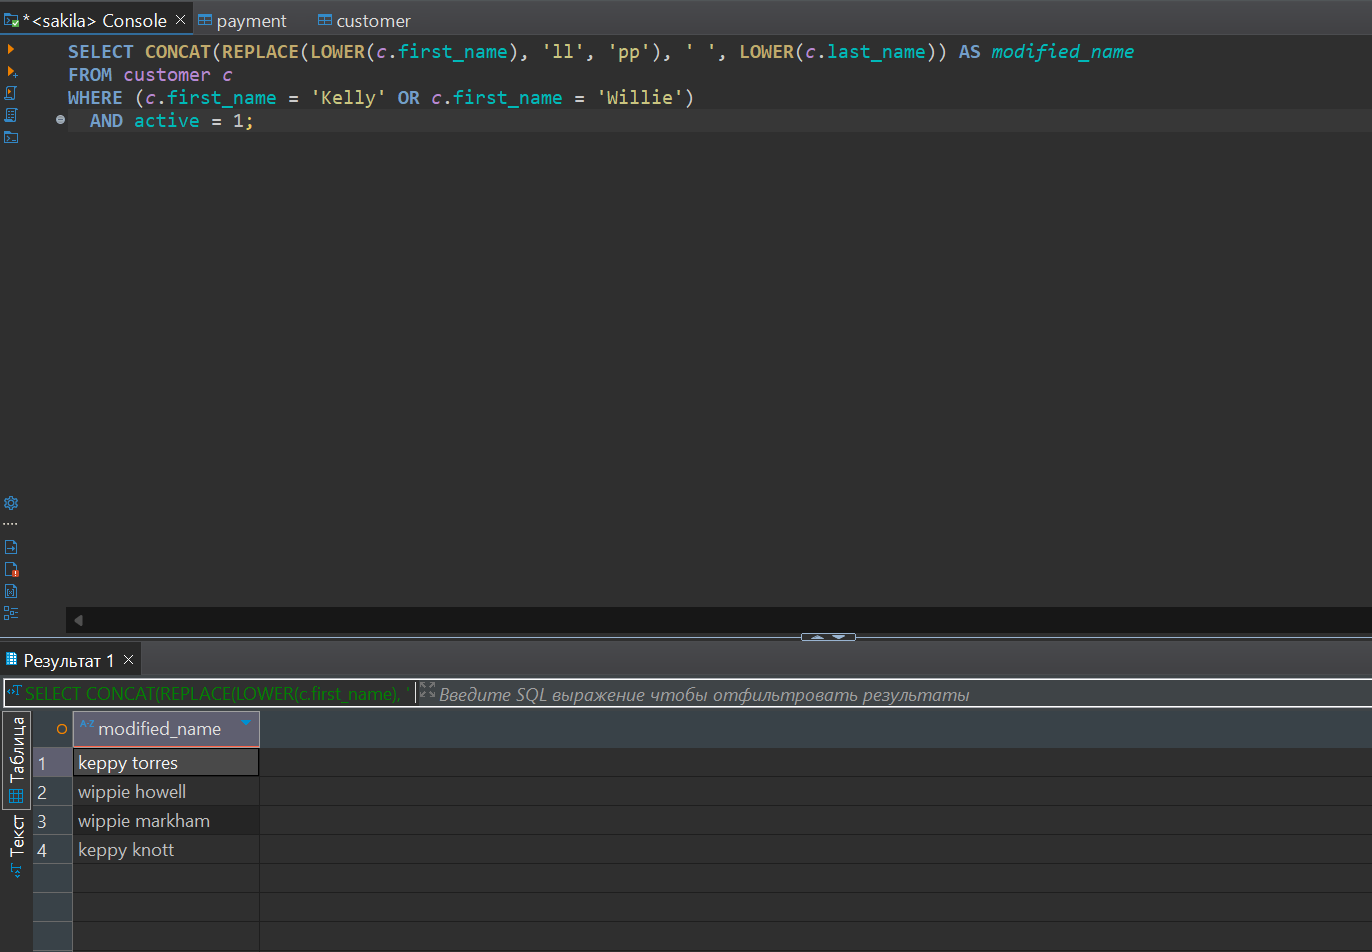 *<sakila> Console payment customer
SELECT CONCAT(REPLACE(LOWER(c.first_name), 'll', 'pp'), ' ', LOWER(c.last_name)) AS modified_name
FROM customer c
WHERE (c.first_name = 'Kelly' OR c.first_name = 'Willie')
AND active = 1;
Результат 1
SELECT CONCAT(REPLACE(LOWER(c.first_name), ' Введите SQL выражение чтобы отфильтровать результаты
Таблица
Текст
A-Z modified_name
1 keppy torres
2 wippie howell
3 wippie markham
4 keppy knott